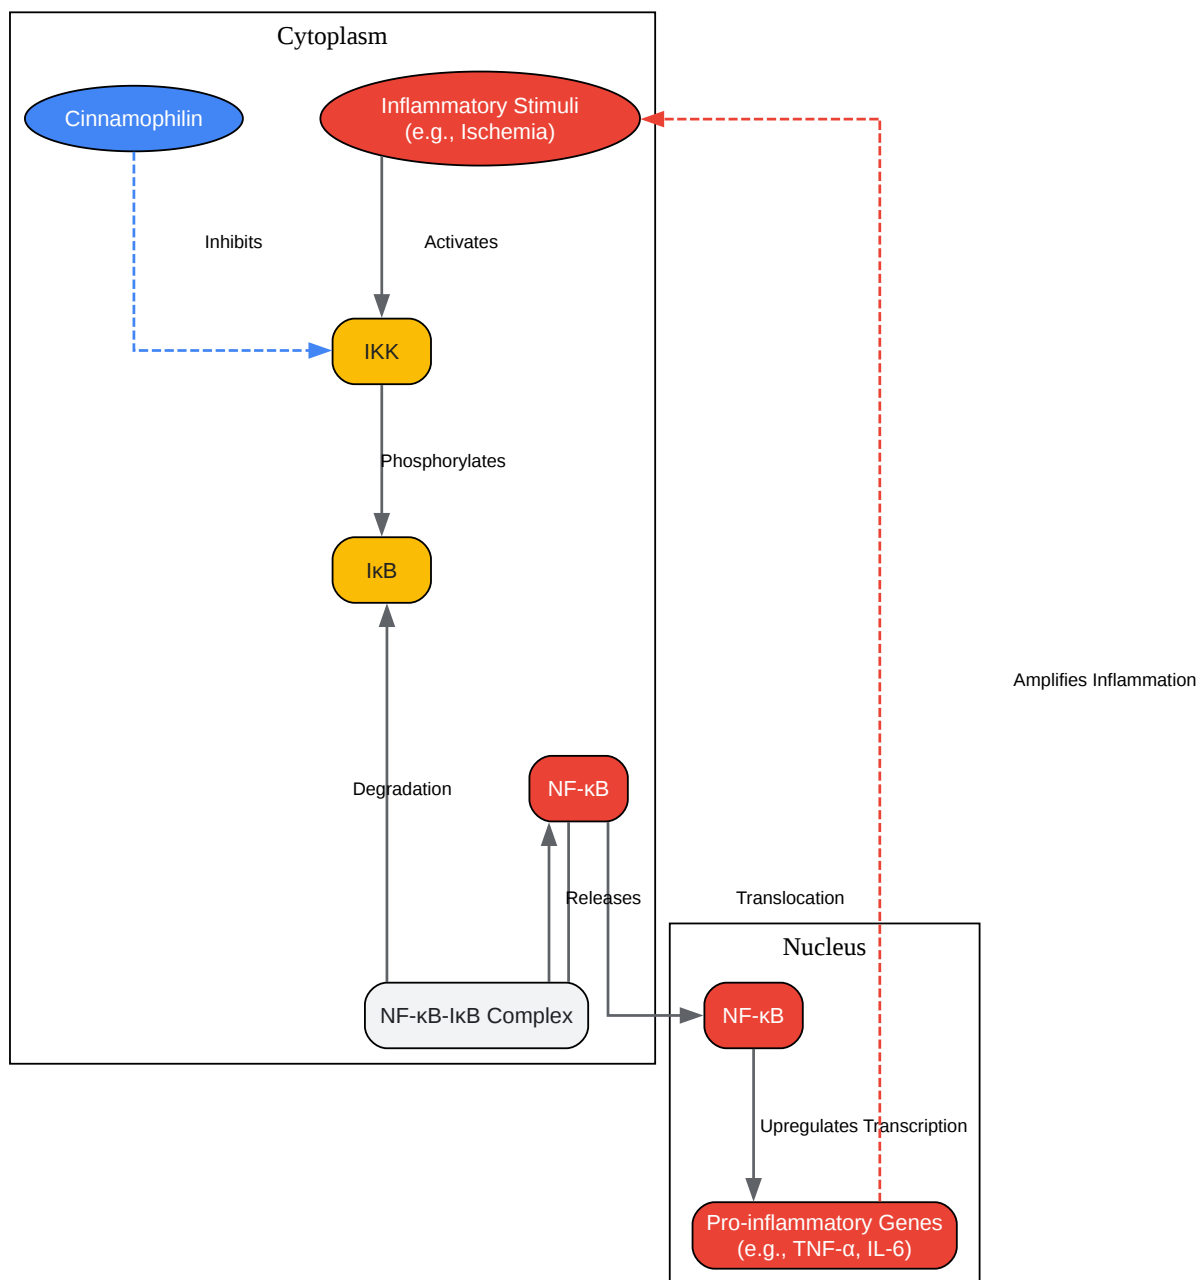 Cytoplasm
Cinnamophilin
Inflammatory Stimuli
(e.g., Ischemia)
Inhibits
Activates
IKK
Phosphorylates
IκB
Amplifies Inflammation
Degradation
NF-κB
Releases
Translocation
Nucleus
NF-κB-IκB Complex
NF-κB
Upregulates Transcription
Pro-inflammatory Genes
(e.g., TNF-α, IL-6)